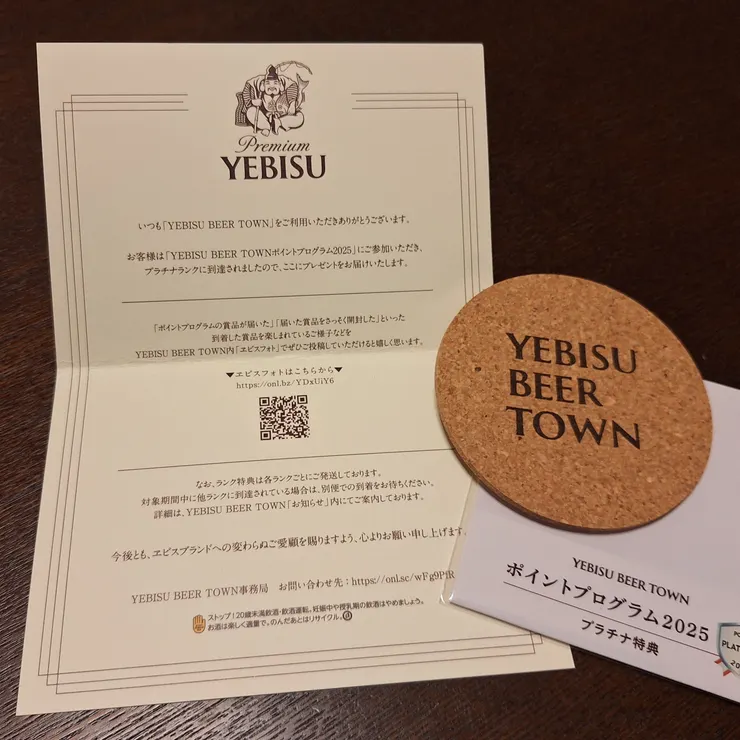 Premium
YEBISU
いつも「YEBISU BEER TOWN」をご利用いただきありがとうございます。
お客様は「YEBISU BEER TOWNポイントプログラム2025」にご参加いただき、
プラチナランクに到達されましたので、ここにプレゼントをお届けいたします。
「ポイントプログラムの賞品が届いた」「届いた賞品をさっそく開封した」といった
到着した賞品を楽しまれているご様子などを
YEBISU BEER TOWN内「ヱビスフォト」でぜひご投稿していただけると嬉しく思います。
▼ヱビスフォトはこちらから▼
https://onl.bz/YDxUiY6
なお、ランク特典は各ランクごとにご発送しております。
対象期間中に他ランクに到達されている場合は、別便での到着をお待ちください。
詳細は、YEBISU BEER TOWN「お知らせ」内にてご案内しております。
今後とも、ヱビスブランドへの変わらぬご愛顧を賜りますよう、心よりお願い申し上げます。
YEBISU BEER TOWN事務局 お問い合わせ先：https://onl.sc/wFg9PiR
ストップ！20歳未満飲酒・飲酒運転。妊娠中や授乳期の飲酒はやめましょう。
お酒は楽しく適量で。のんだあとはリサイクル。
YEBISU
BEER
TOWN
YEBISU BEER TOWN
ポイントプログラム2025
プラチナ特典
PLAT